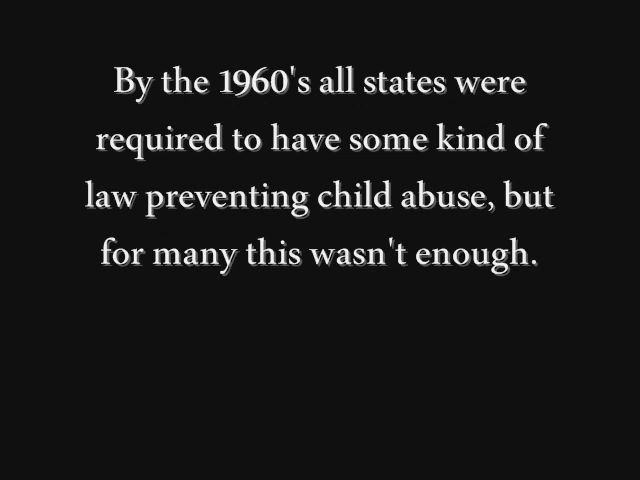 By the 1960's all states were
required to have some kind of
law preventing child abuse, but
for many this wasn't enough.